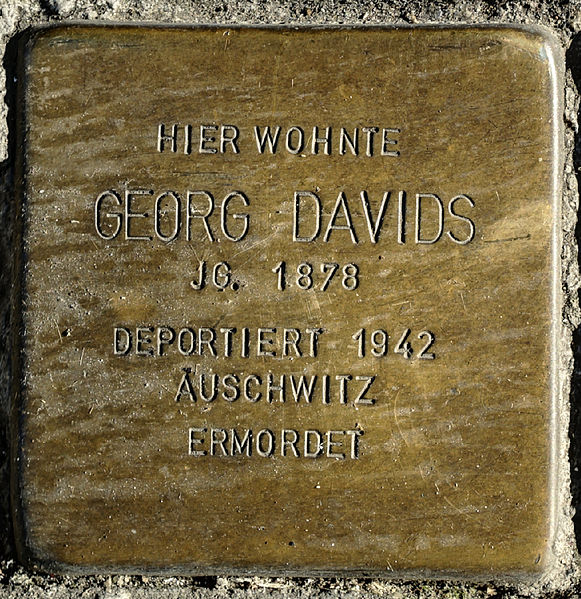 HIER WOHNTE
GEORG DAVIDS
JG. 1878
DEPORTIERT 1942
AUSCHWITZ
ERMORDET